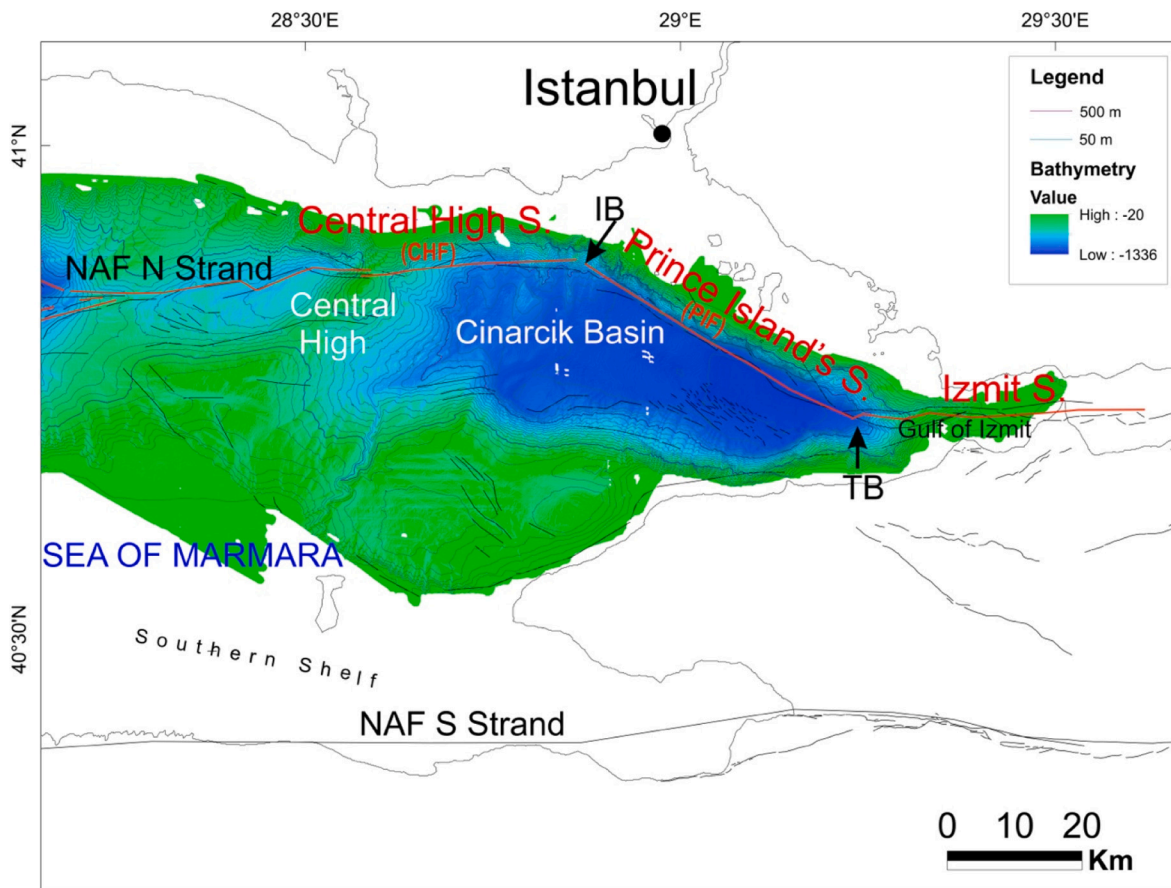 28°30'E
29°E
29°30'E
Istanbul
Legend
500 m
50 m
Bathymetry
Value
High : -20
Low : -1336
41°N
IB
Central High S.
(CHF)
Prince Island's S.
(PIF)
NAF N Strand
Central
High
Cinarcik Basin
Izmit S.
Gulf of Izmit
TB
SEA OF MARMARA
40°30'N
Southern Shelf
NAF S Strand
0 10 20
Km